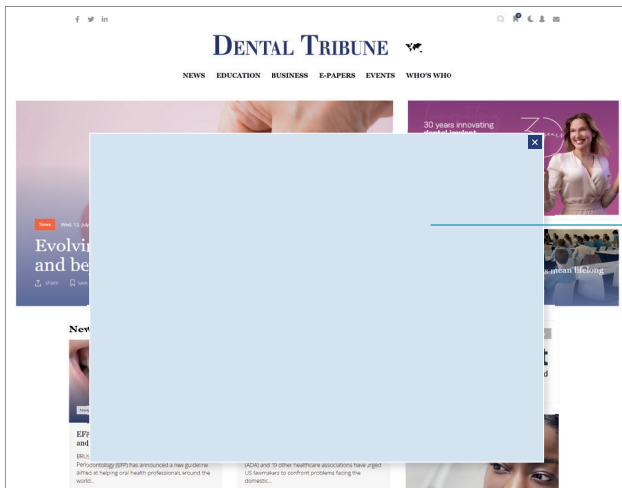 DENTAL TRIBUNE
NEWS EDUCATION BUSINESS E-PAPERS EVENTS WHO'S WHO
30 years innovating
dental implant
News Wed. 13. July
Evolvi
and be
share save
s mean lifelong
New
d
EFP
and
BRUS
Periodontology (EFP) has announced a new guideline
aimed at helping oral health professionals around the
world...
(ADA) and 19 other healthcare associations have urged
US lawmakers to confront problems facing the
domestic...